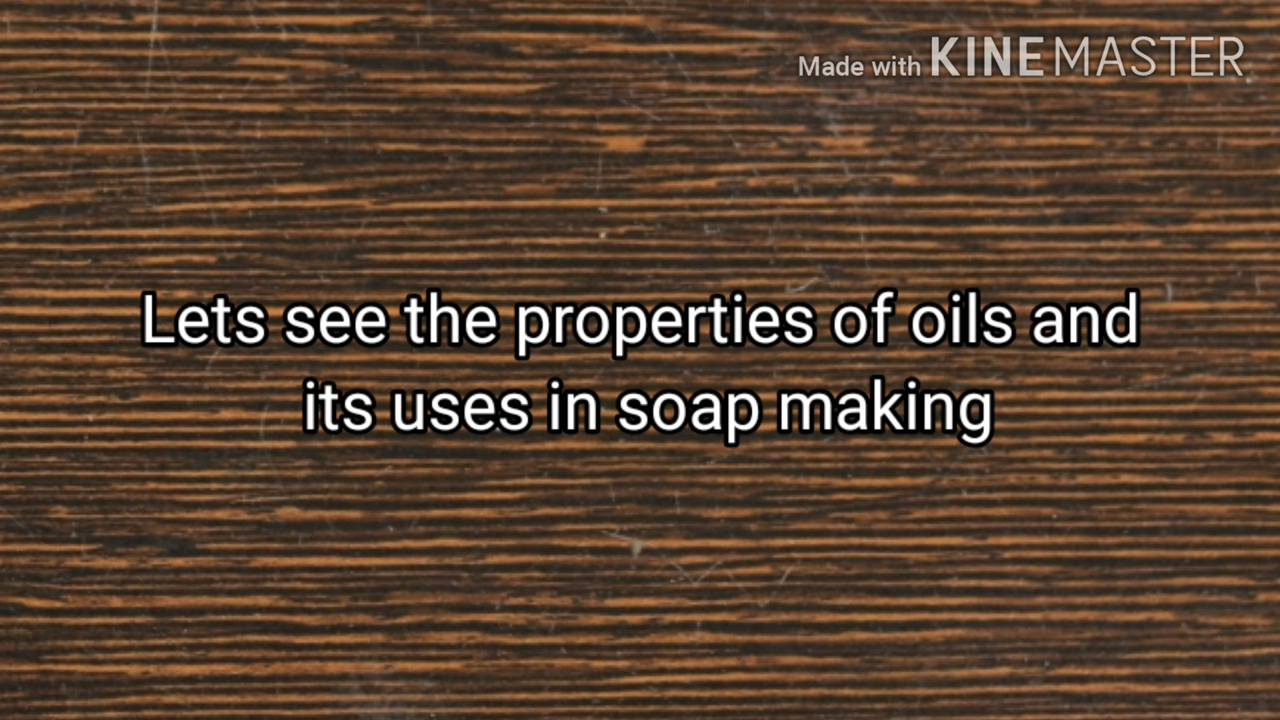 Made with KINEMASTER
Lets see the properties of oils and
its uses in soap making